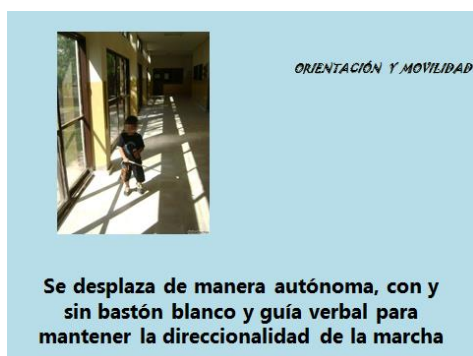 ORIENTACIÓN Y MOVILIDAD
Se desplaza de manera autónoma, con y
sin bastón blanco y guía verbal para
mantener la direccionalidad de la marcha